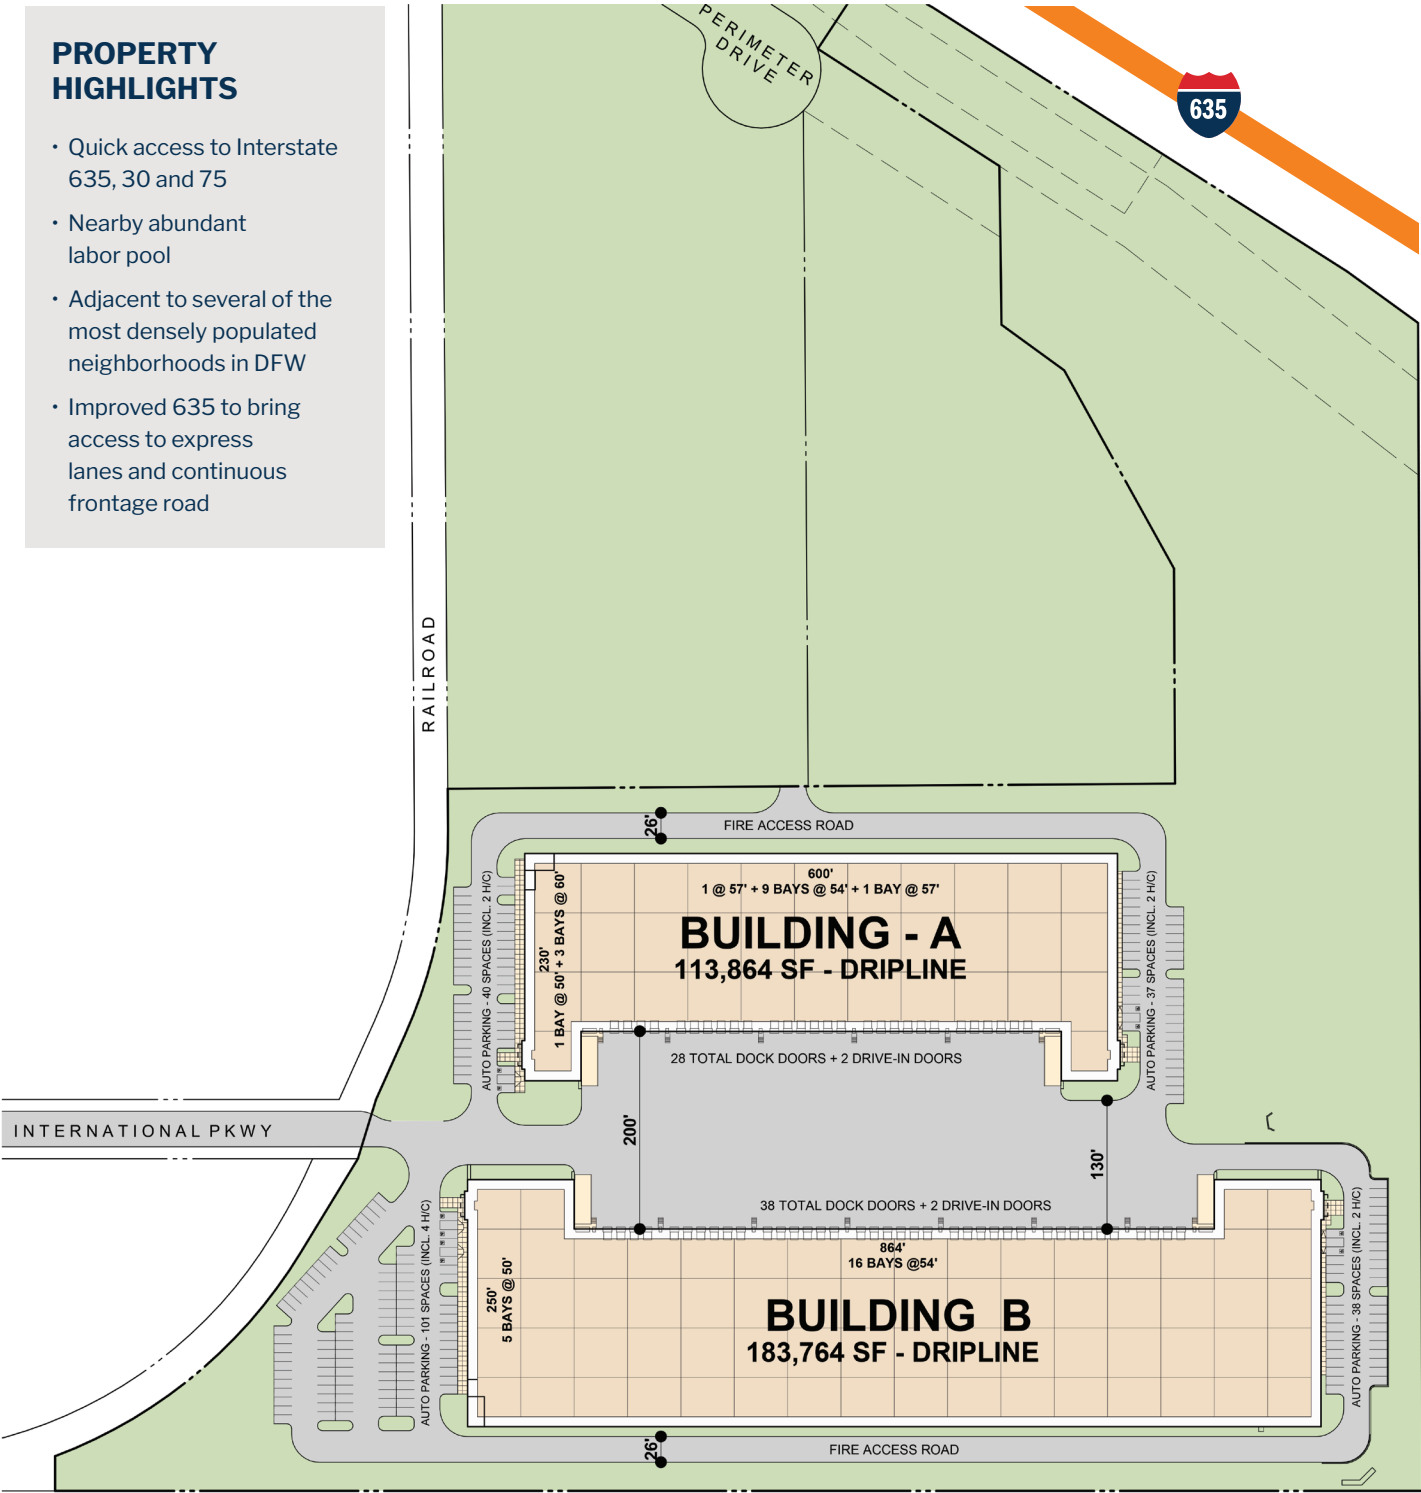 PROPERTY
HIGHLIGHTS
• Quick access to Interstate
635, 30 and 75
• Nearby abundant
labor pool
• Adjacent to several of the
most densely populated
neighborhoods in DFW
• Improved 635 to bring
access to express
lanes and continuous
frontage road
PERIMETER
DRIVE
635
RAILROAD
26'
FIRE ACCESS ROAD
600'
1 @ 57' + 9 BAYS @ 54' + 1 BAY @ 57'
BUILDING - A
113,864 SF - DRIPLINE
230'
1 BAY @ 50' + 3 BAYS @ 60'
AUTO PARKING - 40 SPACES (INCL. 2 H/C)
AUTO PARKING - 37 SPACES (INCL. 2 H/C)
28 TOTAL DOCK DOORS + 2 DRIVE-IN DOORS
INTERNATIONAL PKWY
200'
130'
38 TOTAL DOCK DOORS + 2 DRIVE-IN DOORS
864'
16 BAYS @54'
250'
5 BAYS @ 50'
BUILDING B
183,764 SF - DRIPLINE
AUTO PARKING - 101 SPACES (INCL. 4 H/C)
AUTO PARKING - 38 SPACES (INCL. 2 H/C)
26'
FIRE ACCESS ROAD